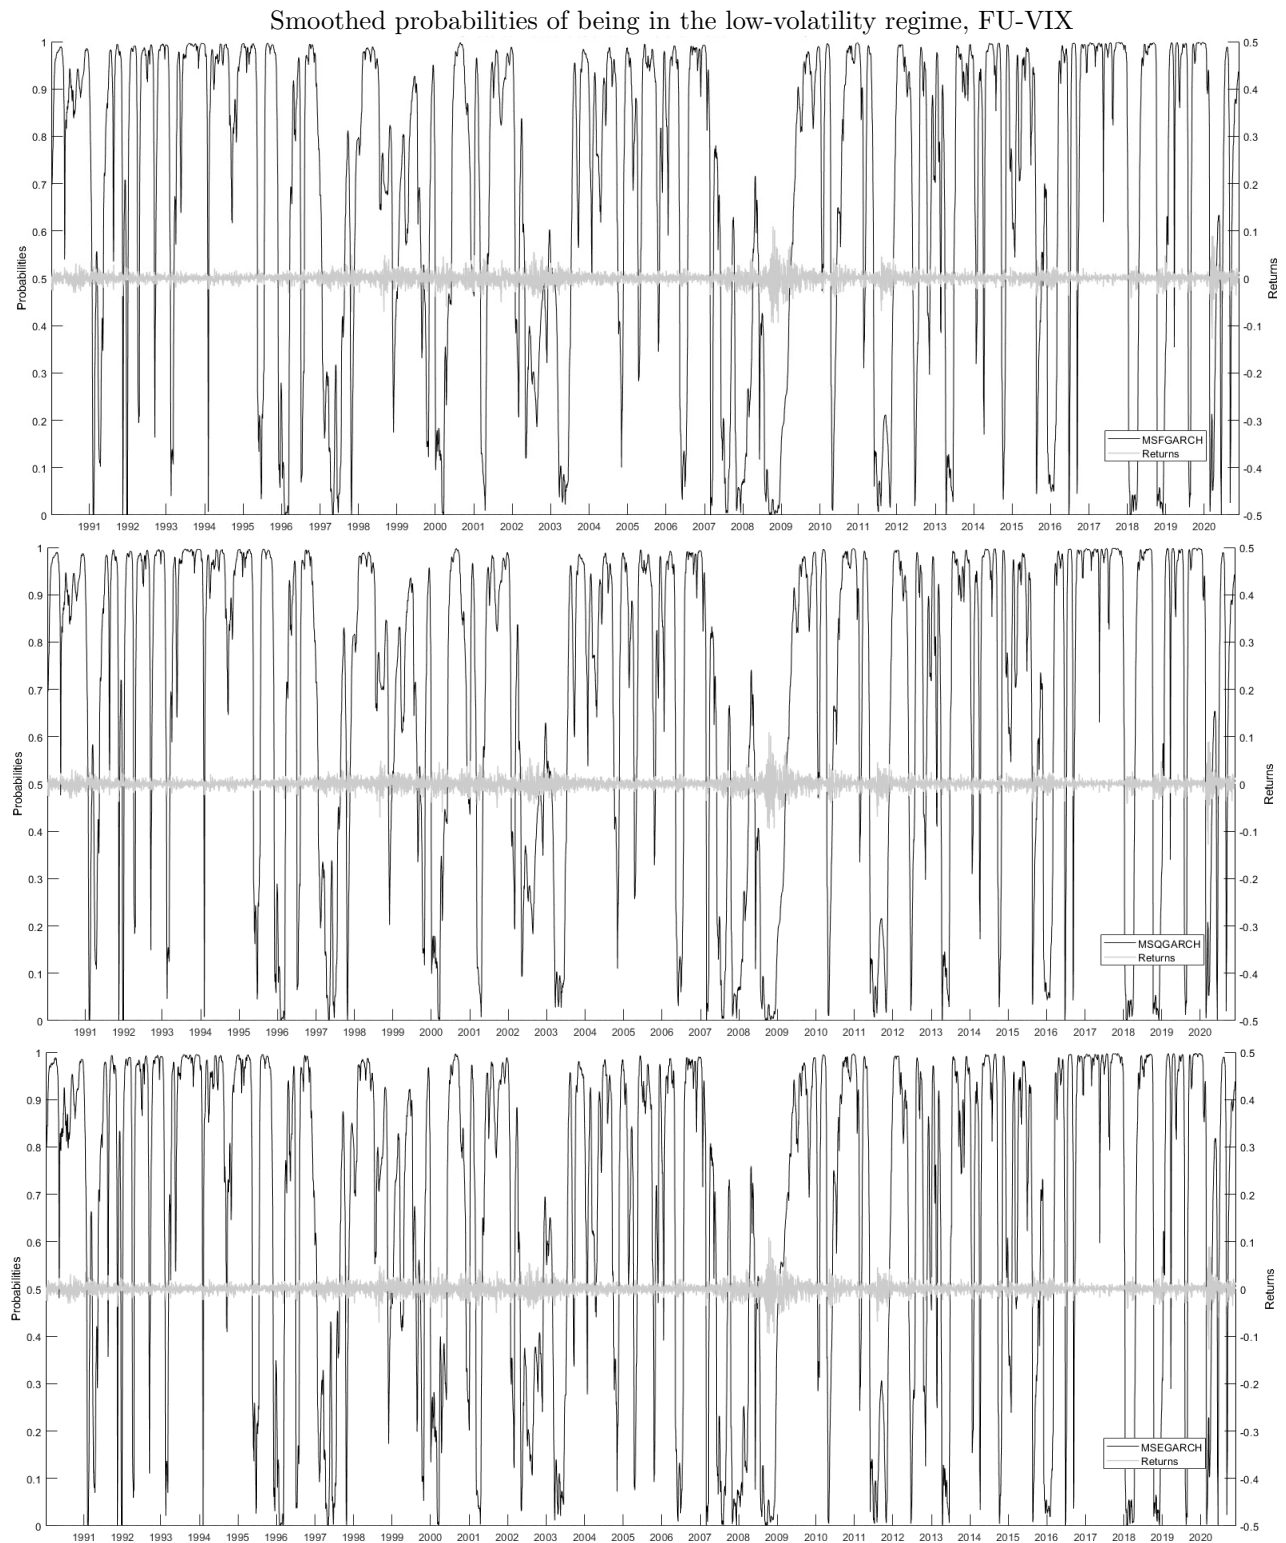 Smoothed probabilities of being in the low-volatility regime, FU-VIX
1 0.9 0.8 0.7 0.6 0.5 0.4 0.3 0.2 0.1 0
Probabilities
0.5 0.4 0.3 0.2 0.1 0 -0.1 -0.2 -0.3 -0.4 -0.5
Returns
MSFGARCH
Returns
1991 1992 1993 1994 1995 1996 1997 1998 1999 2000 2001 2002 2003 2004 2005 2006 2007 2008 2009 2010 2011 2012 2013 2014 2015 2016 2017 2018 2019 2020
1 0.9 0.8 0.7 0.6 0.5 0.4 0.3 0.2 0.1 0
Probabilities
0.5 0.4 0.3 0.2 0.1 0 -0.1 -0.2 -0.3 -0.4 -0.5
Returns
MSQGARCH
Returns
1991 1992 1993 1994 1995 1996 1997 1998 1999 2000 2001 2002 2003 2004 2005 2006 2007 2008 2009 2010 2011 2012 2013 2014 2015 2016 2017 2018 2019 2020
1 0.9 0.8 0.7 0.6 0.5 0.4 0.3 0.2 0.1 0
Probabilities
0.5 0.4 0.3 0.2 0.1 0 -0.1 -0.2 -0.3 -0.4 -0.5
Returns
MSEGARCH
Returns
1991 1992 1993 1994 1995 1996 1997 1998 1999 2000 2001 2002 2003 2004 2005 2006 2007 2008 2009 2010 2011 2012 2013 2014 2015 2016 2017 2018 2019 2020